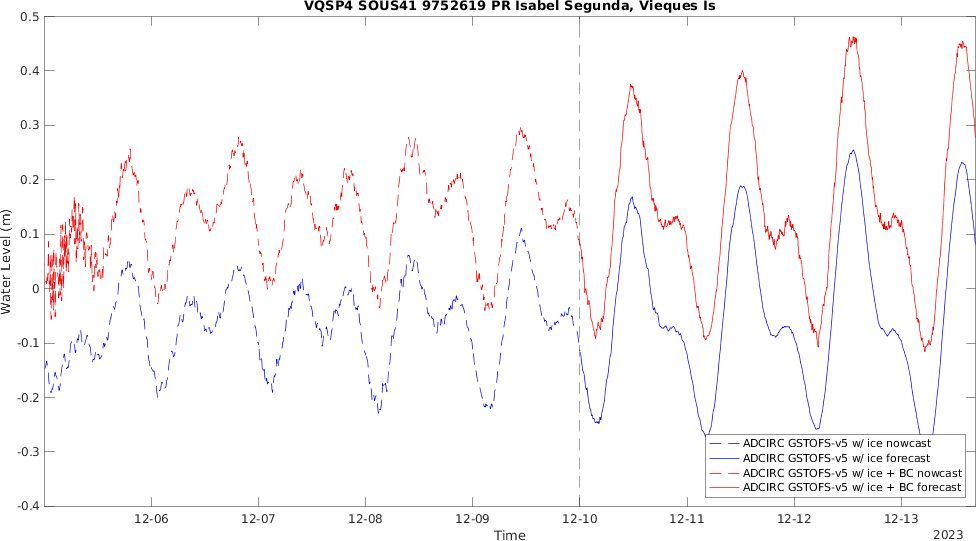 VQSP4 SOUS41 9752619 PR Isabel Segunda, Vieques Is
0.5
0.4
0.3
0.2
0.1
0
-0.1
-0.2
-0.3
-0.4
Water Level (m)
12-06 12-07 12-08 12-09 12-10 12-11 12-12 12-13
Time
2023
ADCIRC GSTOFS-v5 w/ ice nowcast
ADCIRC GSTOFS-v5 w/ ice forecast
ADCIRC GSTOFS-v5 w/ ice + BC nowcast
ADCIRC GSTOFS-v5 w/ ice + BC forecast